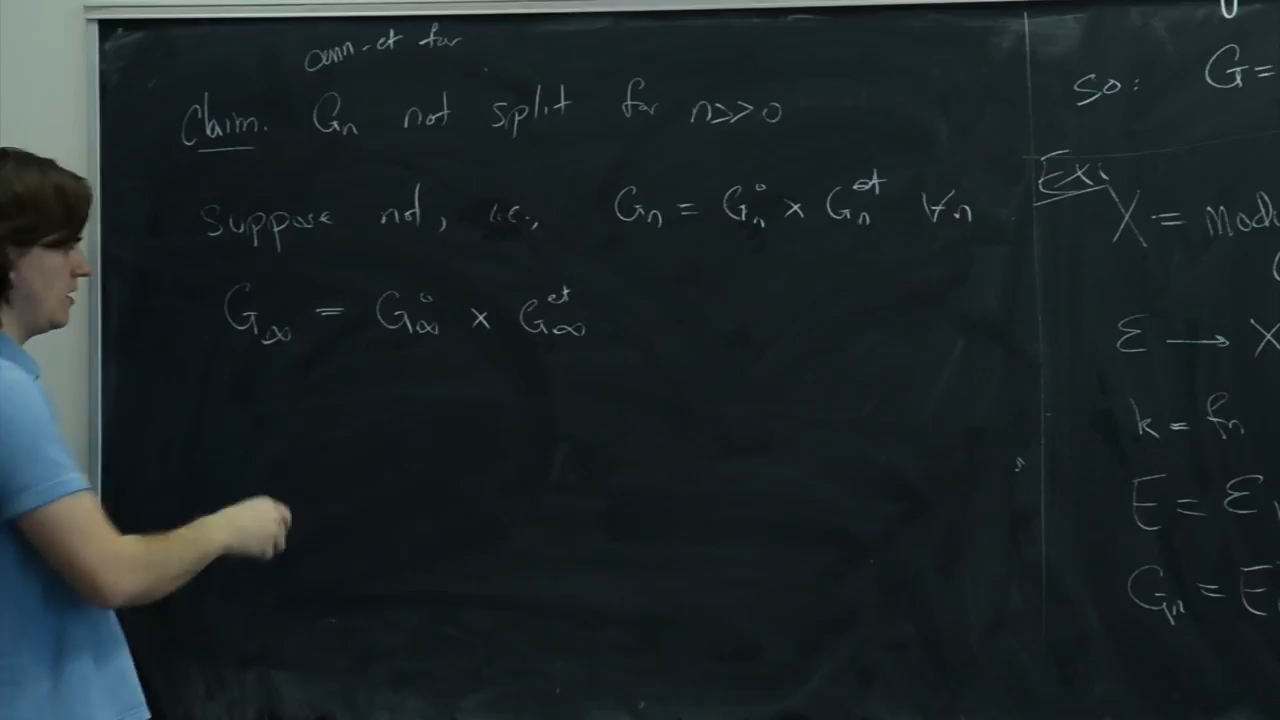 conn-et for
Claim. Gₙ not split for n>>0
Suppose not, i.e., Gₙ = Gₙ° × Gₙᵉᵗ ∀n
G∞ = G∞° × G∞ᵉᵗ
so: G=
Ex:
X = modu
ℰ → X
k = fn
E = ℰ
Gₙ = E